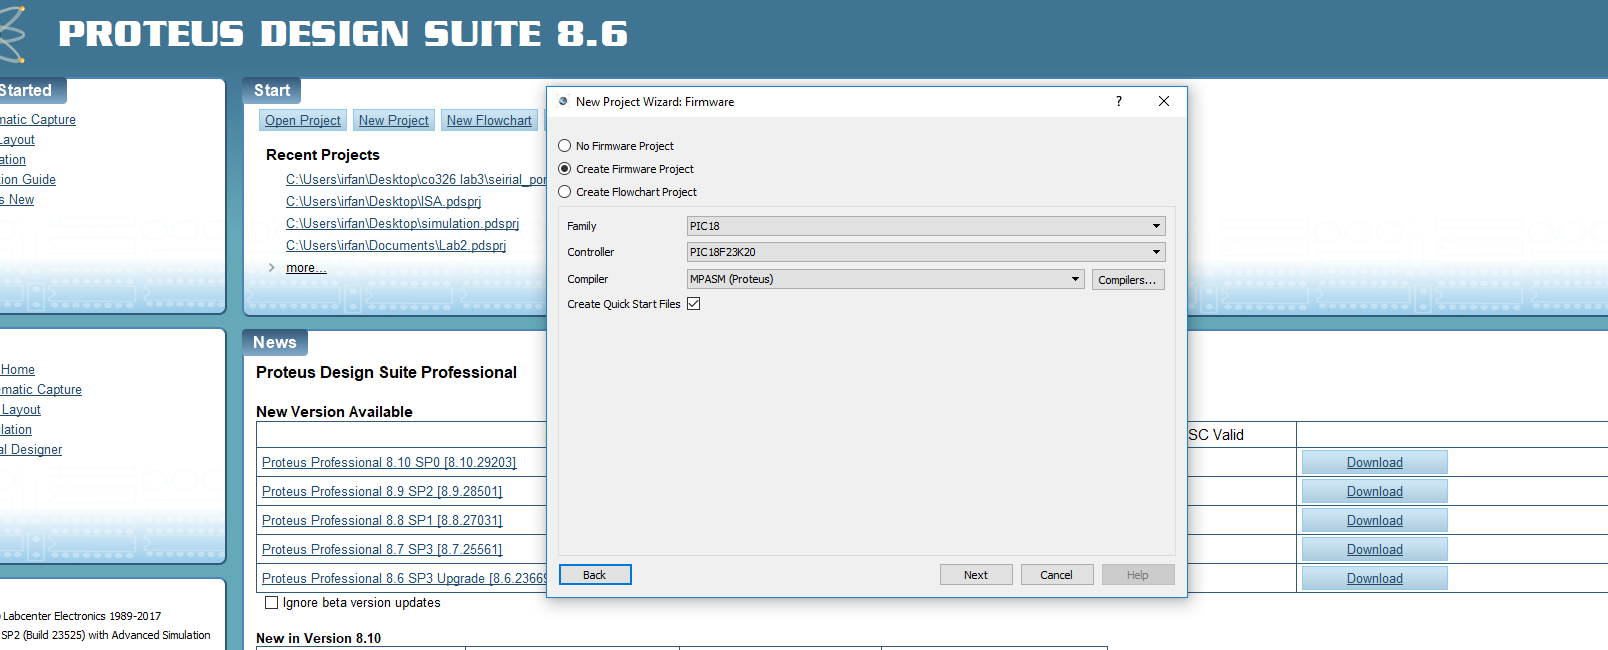 PROTEUS DESIGN SUITE 8.6
Started
matic Capture
Layout
ation
ion Guide
s New
Start
Open Project
New Project
New Flowchart
Recent Projects
C:\Users\irfan\Desktop\co326 lab3\seirial_por
C:\Users\irfan\Desktop\ISA.pdsprj
C:\Users\irfan\Desktop\simulation.pdsprj
C:\Users\irfan\Documents\Lab2.pdsprj
more...
New Project Wizard: Firmware
?
No Firmware Project
Create Firmware Project
Create Flowchart Project
Family PIC18
Controller PIC18F23K20
Compiler MPASM (Proteus) Compilers...
Create Quick Start Files
Back Next Cancel Help
Home
ematic Capture
Layout
lation
al Designer
News
Proteus Design Suite Professional
New Version Available
SC Valid
Proteus Professional 8.10 SP0 [8.10.29203] Download
Proteus Professional 8.9 SP2 [8.9.28501] Download
Proteus Professional 8.8 SP1 [8.8.27031] Download
Proteus Professional 8.7 SP3 [8.7.25561] Download
Proteus Professional 8.6 SP3 Upgrade [8.6.23669 Download
Ignore beta version updates
New in Version 8.10
Labcenter Electronics 1989-2017
SP2 (Build 23525) with Advanced Simulation